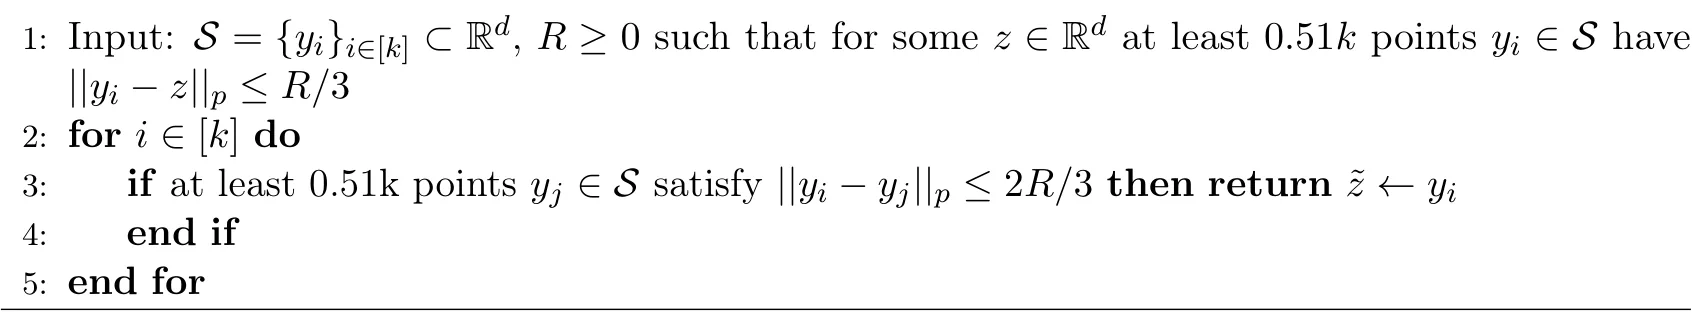 1: Input: 𝒮 = {y_i}_{i∈[k]} ⊂ ℝ^d, R ≥ 0 such that for some z ∈ ℝ^d at least 0.51k points y_i ∈ 𝒮 have
||y_i − z||_p ≤ R/3
2: for i ∈ [k] do
3: if at least 0.51k points y_j ∈ 𝒮 satisfy ||y_i − y_j||_p ≤ 2R/3 then return z̃ ← y_i
4: end if
5: end for